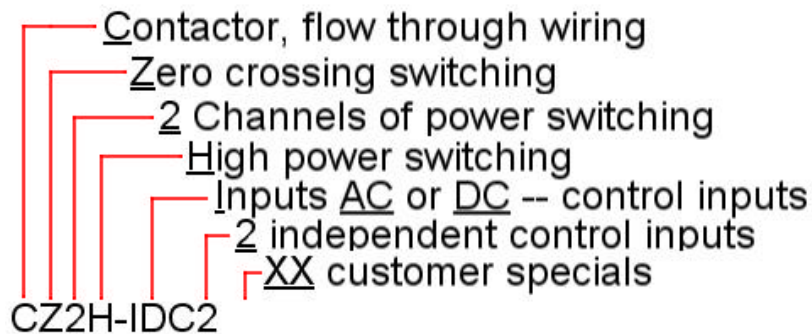 Contactor, flow through wiring
Zero crossing switching
2 Channels of power switching
High power switching
Inputs AC or DC -- control inputs
2 independent control inputs
XX customer specials
CZ2H-IDC2